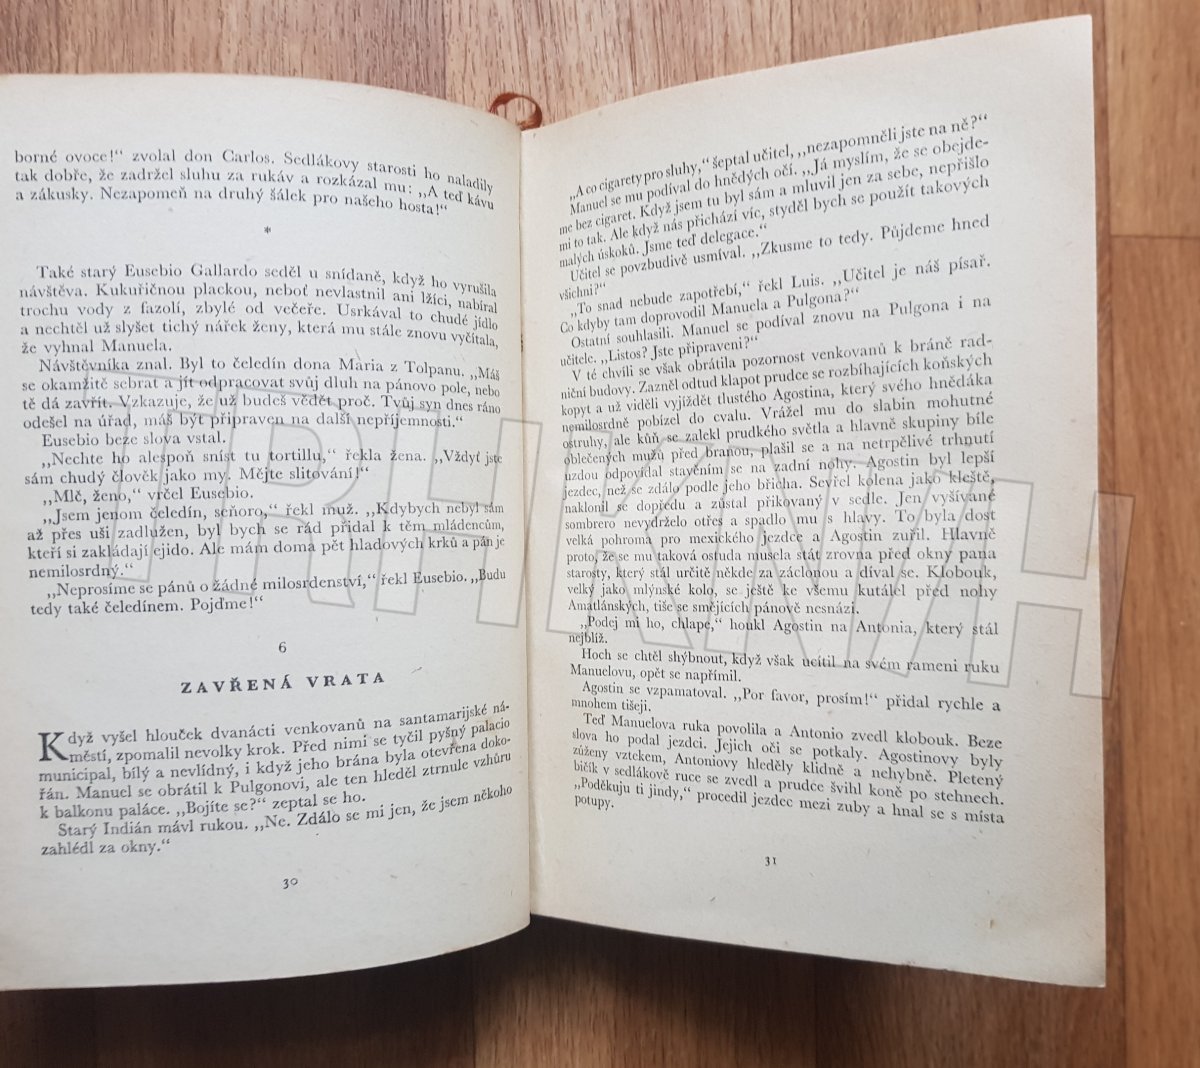 borné ovoce!“ zvolal don Carlos. Sedlákovy starosti ho naladily
tak dobře, že zadržel sluhu za rukáv a rozkázal mu: „A teď kávu
a zákusky. Nezapomeň na druhý šálek pro našeho hosta!“
*
Také starý Eusebio Gallardo seděl u snídaně, když ho vyrušila
návštěva. Kukuřičnou plackou, neboť nevlastnil ani lžíci, nabíral
trochu vody z fazolí, zbylé od večeře. Usrkával to chudé jídlo
a nechtěl už slyšet tichý nářek ženy, která mu stále znovu vyčítala,
že vyhnal Manuela.
Návštěvníka znal. Byl to čeledín dona Maria z Tolpanu. „Máš
se okamžitě sebrat a jít odpracovat svůj dluh na pánovo pole, nebo
tě dá zavřít. Vzkazuje, že už budeš vědět proč. Tvůj syn dnes ráno
odešel na úřad, máš být připraven na další nepříjemnosti.“
Eusebio beze slova vstal.
„Nechte ho alespoň sníst tu tortillu,“ řekla žena. „Vždyť jste
sám chudý člověk jako my. Mějte slitování!“
„Mlč, ženo,“ vrčel Eusebio.
„Jsem jenom čeledín, seňoro,“ řekl muž. „Kdybych nebyl sám
až přes uši zadlužen, byl bych se rád přidal k těm mládencům,
kteří si zakládají ejido. Ale mám doma pět hladových krků a pán je
nemilosrdný.“
„Neprosíme se pánů o žádné milosrdenství,“ řekl Eusebio. „Budu
tedy také čeledínem. Pojďme!“
6
ZAVŘENÁ VRATA
Když vyšel hlouček dvanácti venkovanů na santamarijské ná-
městí, zpomalil nevolky krok. Před nimi se tyčil pyšný palacio
municipal, bílý a nevlídný, i když jeho brána byla otevřena doko-
řán. Manuel se obrátil k Pulgonovi, ale ten hleděl ztrnule vzhůru
k balkonu paláce. „Bojíte se?“ zeptal se ho.
Starý Indián mávl rukou. „Ne. Zdálo se mi jen, že jsem někoho
zahlédl za okny.“
30
„A co cigarety pro sluhy,“ šeptal učitel, „nezapomněli jste na ně?“
Manuel se mu podíval do hnědých očí. „Já myslím, že se obejde-
me bez cigaret. Když jsem tu byl sám a mluvil jen za sebe, nepřišlo
mi to tak. Ale když nás přichází víc, styděl bych se použít takových
malých úskoků. Jsme teď delegace.“
Učitel se povzbudivě usmíval. „Zkusme to tedy. Půjdeme hned
všichni?“
„To snad nebude zapotřebí,“ řekl Luis. „Učitel je náš písař.
Co kdyby tam doprovodil Manuela a Pulgona?“
Ostatní souhlasili. Manuel se podíval znovu na Pulgona i na
učitele. „Listos? Jste připraveni?“
V té chvíli se však obrátila pozornost venkovanů k bráně rad-
niční budovy. Zazněl odtud klapot prudce se rozbíhajících koňských
kopyt a už viděli vyjíždět tlustého Agostina, který svého hnědáka
nemilosrdně pobízel do cvalu. Vrážel mu do slabin mohutné
ostruhy, ale kůň se zalekl prudkého světla a hlavně skupiny bíle
oblečených mužů před branou, plašil se a na netrpělivé trhnutí
uzdou odpovídal stavěním se na zadní nohy. Agostin byl lepší
jezdec, než se zdálo podle jeho břicha. Sevřel kolena jako kleště,
naklonil se dopředu a zůstal přikovaný v sedle. Jen vyšívané
sombrero nevydrželo otřes a spadlo mu s hlavy. To byla dost
velká pohroma pro mexického jezdce a Agostin zuřil. Hlavně
proto, že se mu taková ostuda musela stát zrovna před okny pana
starosty, který stál určitě někde za záclonou a díval se. Klobouk,
velký jako mlýnské kolo, se ještě ke všemu kutálel před nohy
Amatlánských, tiše se smějících pánově nesnázi.
„Podej mi ho, chlape,“ houkl Agostin na Antonia, který stál
nejblíž.
Hoch se chtěl shýbnout, když však ucítil na svém rameni ruku
Manuelovu, opět se napřímil.
Agostin se vzpamatoval. „Por favor, prosím!“ přidal rychle a
mnohem tišeji.
Teď Manuelova ruka povolila a Antonio zvedl klobouk. Beze
slova ho podal jezdci. Jejich oči se potkaly. Agostinovy byly
zúženy vztekem, Antoniovy hleděly klidně a nehybně. Pletený
bičík v sedlákově ruce se zvedl a prudce švihl koně po stehnech.
„Poděkuju ti jindy,“ procedil jezdec mezi zuby a hnal se s místa
potupy.
31
TRHKNIH